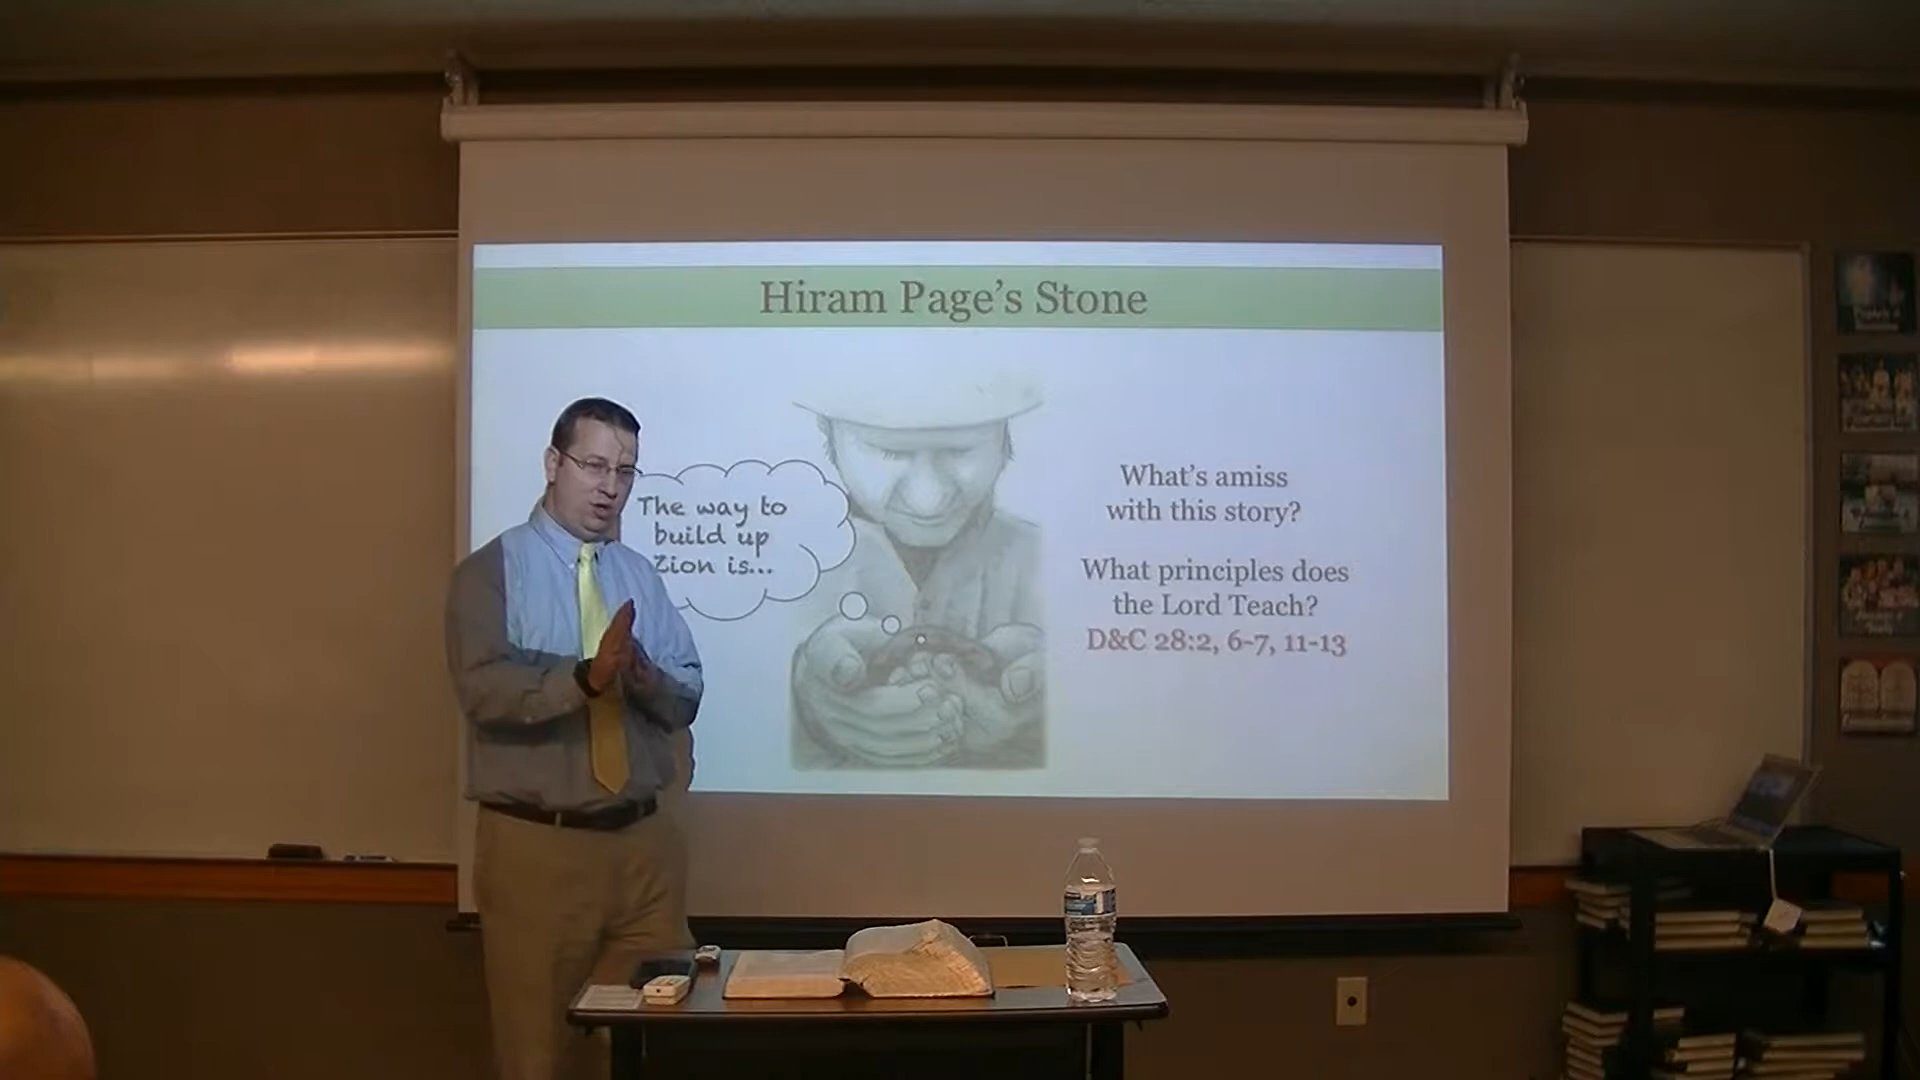 Hiram Page's Stone
The way to
build up
Zion is...
What's amiss
with this story?
What principles does
the Lord Teach?
D&C 28:2, 6-7, 11-13